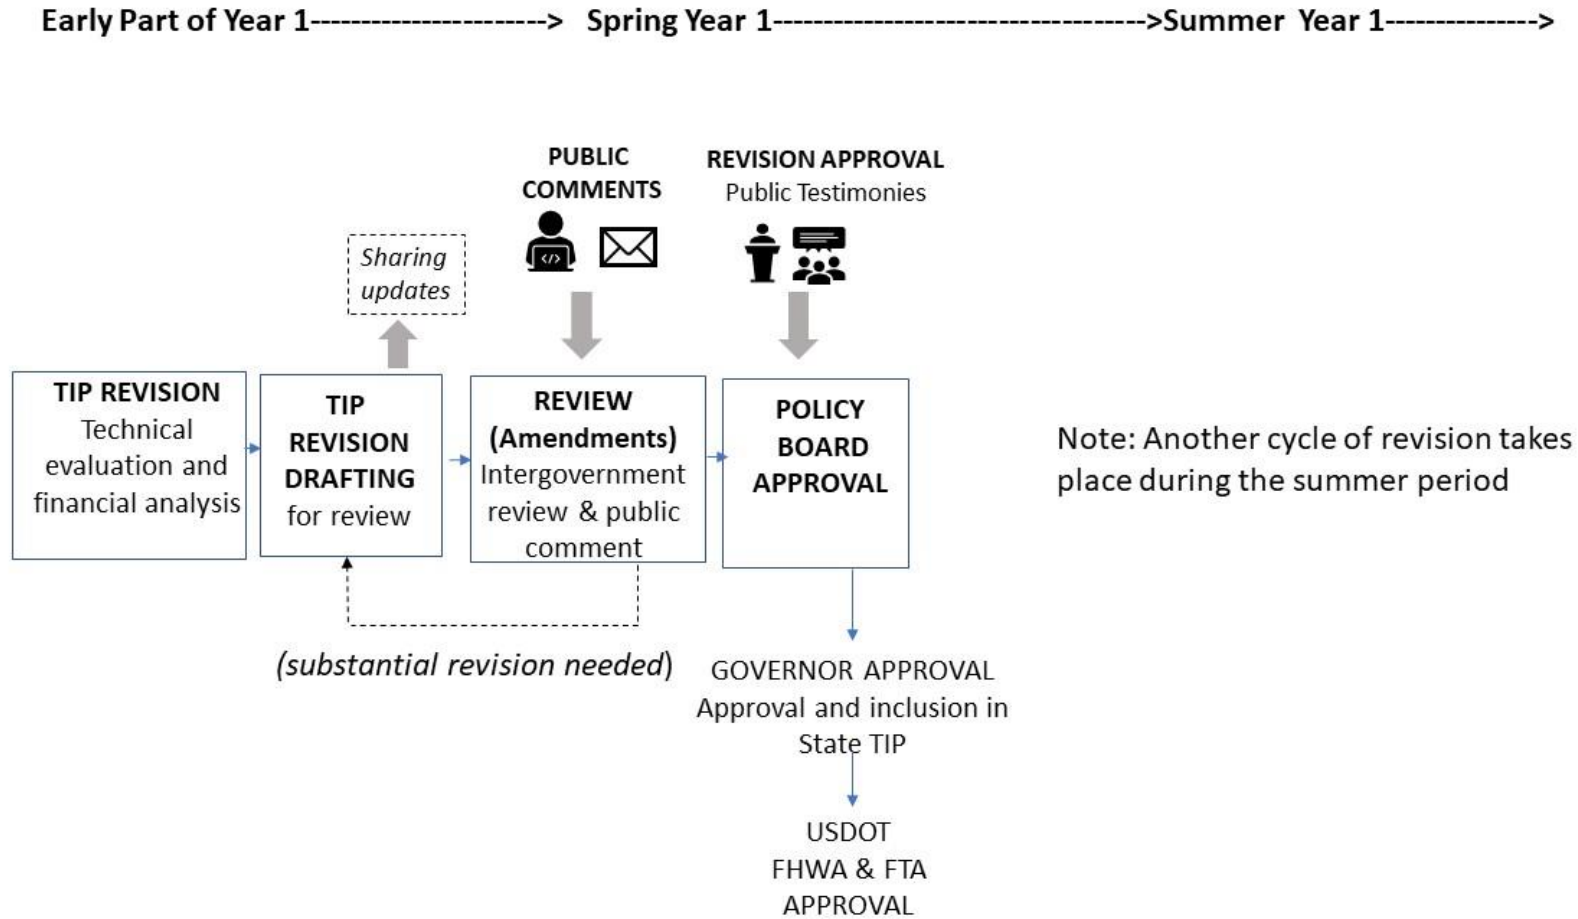 Early Part of Year 1-----------------------> Spring Year 1------------------------------------->Summer Year 1--------------->
PUBLIC
COMMENTS
REVISION APPROVAL
Public Testimonies
Sharing
updates
</>
TIP REVISION
Technical
evaluation and
financial analysis
TIP
REVISION
DRAFTING
for review
REVIEW
(Amendments)
Intergovernment
review & public
comment
POLICY
BOARD
APPROVAL
Note: Another cycle of revision takes
place during the summer period
(substantial revision needed)
GOVERNOR APPROVAL
Approval and inclusion in
State TIP
USDOT
FHWA & FTA
APPROVAL